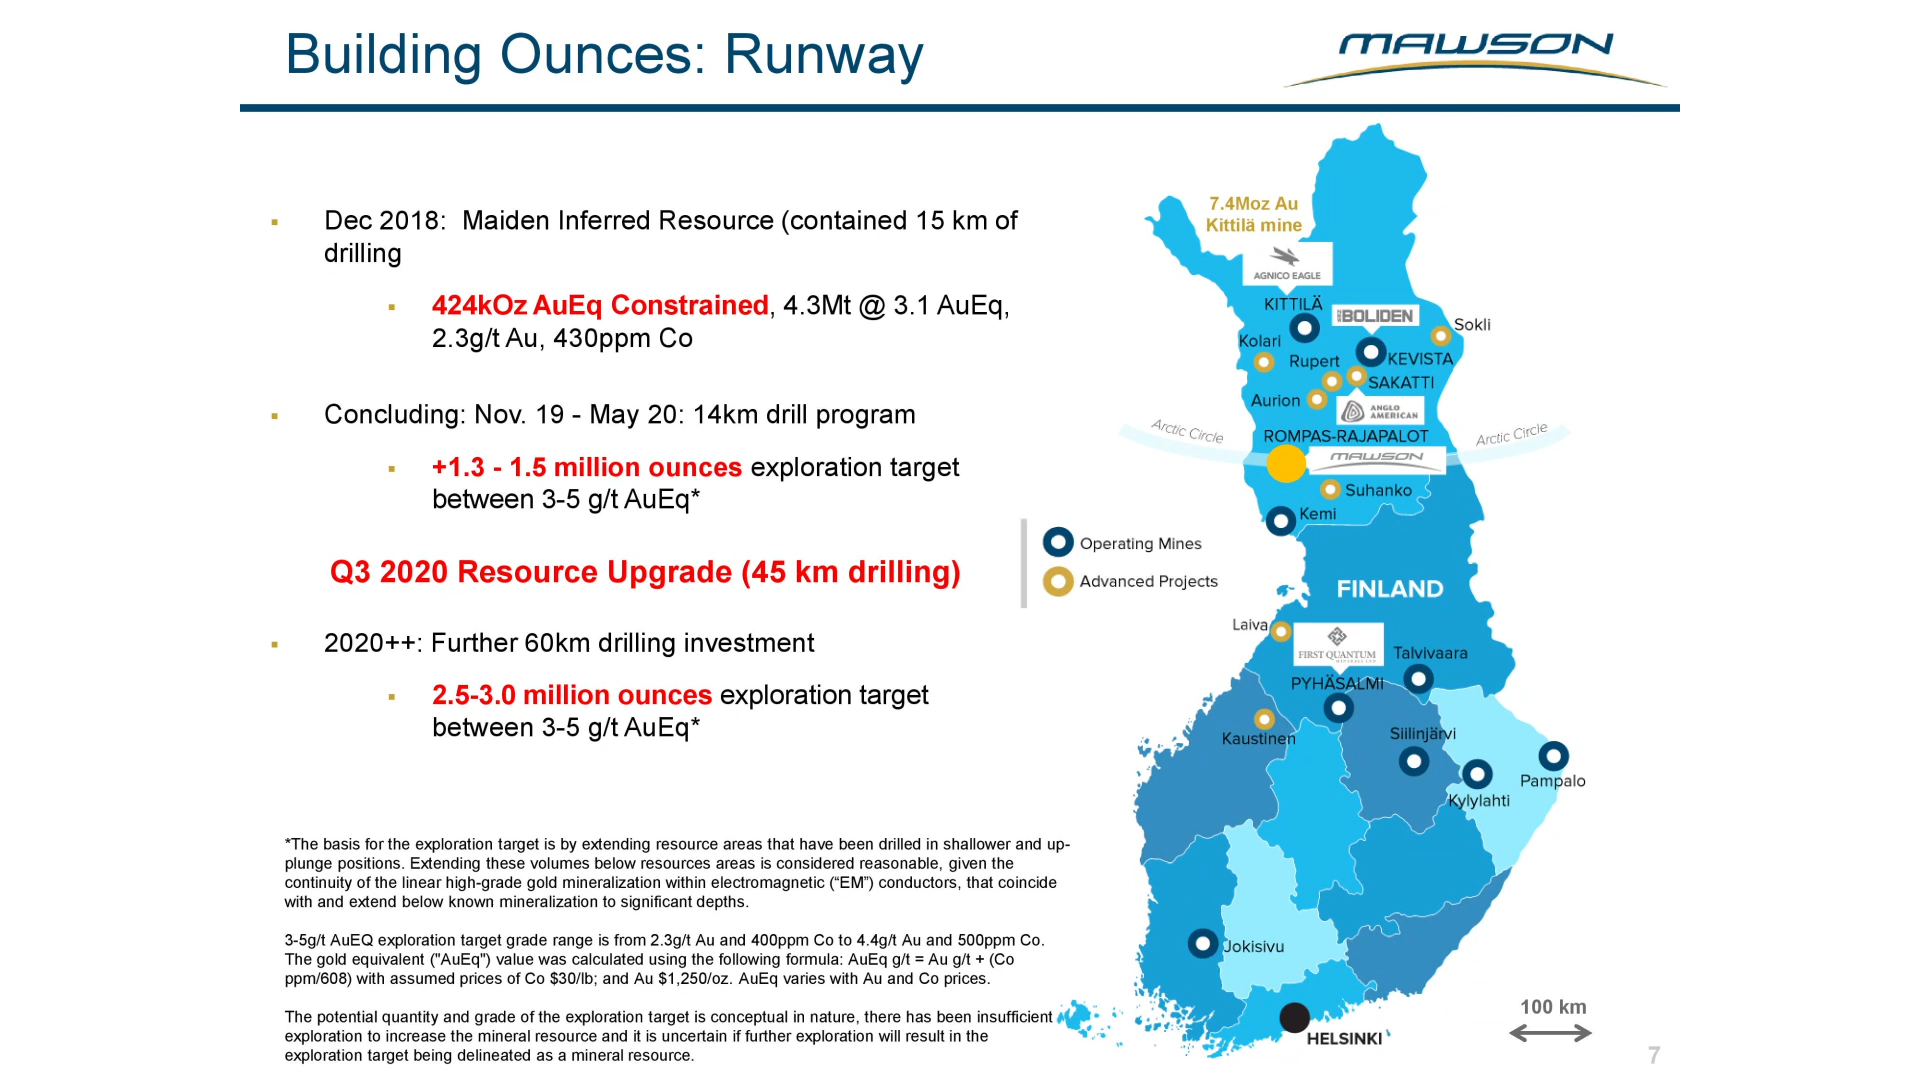 Building Ounces: Runway
MAWSON
▪ Dec 2018:  Maiden Inferred Resource (contained 15 km of
drilling
▪ 424kOz AuEq Constrained, 4.3Mt @ 3.1 AuEq,
2.3g/t Au, 430ppm Co
▪ Concluding: Nov. 19 - May 20: 14km drill program
▪ +1.3 - 1.5 million ounces exploration target
between 3-5 g/t AuEq*
Q3 2020 Resource Upgrade (45 km drilling)
▪ 2020++: Further 60km drilling investment
▪ 2.5-3.0 million ounces exploration target
between 3-5 g/t AuEq*
*The basis for the exploration target is by extending resource areas that have been drilled in shallower and up-
plunge positions. Extending these volumes below resources areas is considered reasonable, given the
continuity of the linear high-grade gold mineralization within electromagnetic (“EM”) conductors, that coincide
with and extend below known mineralization to significant depths.
3-5g/t AuEQ exploration target grade range is from 2.3g/t Au and 400ppm Co to 4.4g/t Au and 500ppm Co.
The gold equivalent ("AuEq") value was calculated using the following formula: AuEq g/t = Au g/t + (Co
ppm/608) with assumed prices of Co $30/lb; and Au $1,250/oz. AuEq varies with Au and Co prices.
The potential quantity and grade of the exploration target is conceptual in nature, there has been insufficient
exploration to increase the mineral resource and it is uncertain if further exploration will result in the
exploration target being delineated as a mineral resource.
7.4Moz Au
Kittilä mine
AGNICO EAGLE
KITTILÄ
BOLIDEN
Sokli
Kolari
Rupert
KEVISTA
SAKATTI
Aurion
ANGLO
AMERICAN
Arctic Circle
ROMPAS-RAJAPALOT
Arctic Circle
MAWSON
Suhanko
Kemi
Operating Mines
Advanced Projects
FINLAND
Laiva
FIRST QUANTUM
Talvivaara
PYHÄSALMI
Kaustinen
Siilinjärvi
Pampalo
Kylylahti
Jokisivu
100 km
HELSINKI
7